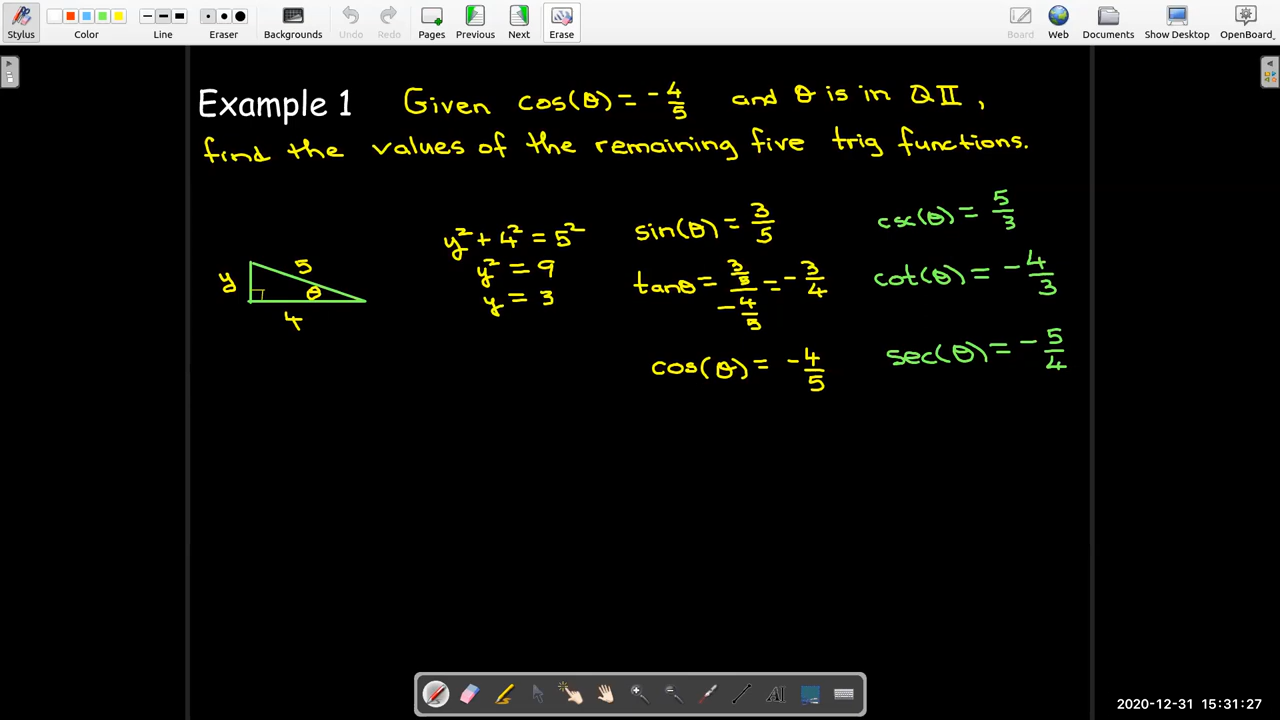 Stylus
Color
Line
Eraser
Backgrounds
Undo
Redo
Pages
Previous
Next
Erase
Board
Web
Documents
Show Desktop
OpenBoard
Example 1 Given cos(θ) = -4/5 and θ is in QII,
find the values of the remaining five trig functions.
y
5
θ
4
y² + 4² = 5²
y² = 9
y = 3
sin(θ) = 3/5
tanθ = (3/5)/(-4/5) = -3/4
cos(θ) = -4/5
csc(θ) = 5/3
cot(θ) = -4/3
sec(θ) = -5/4
AI
2020-12-31 15:31:27